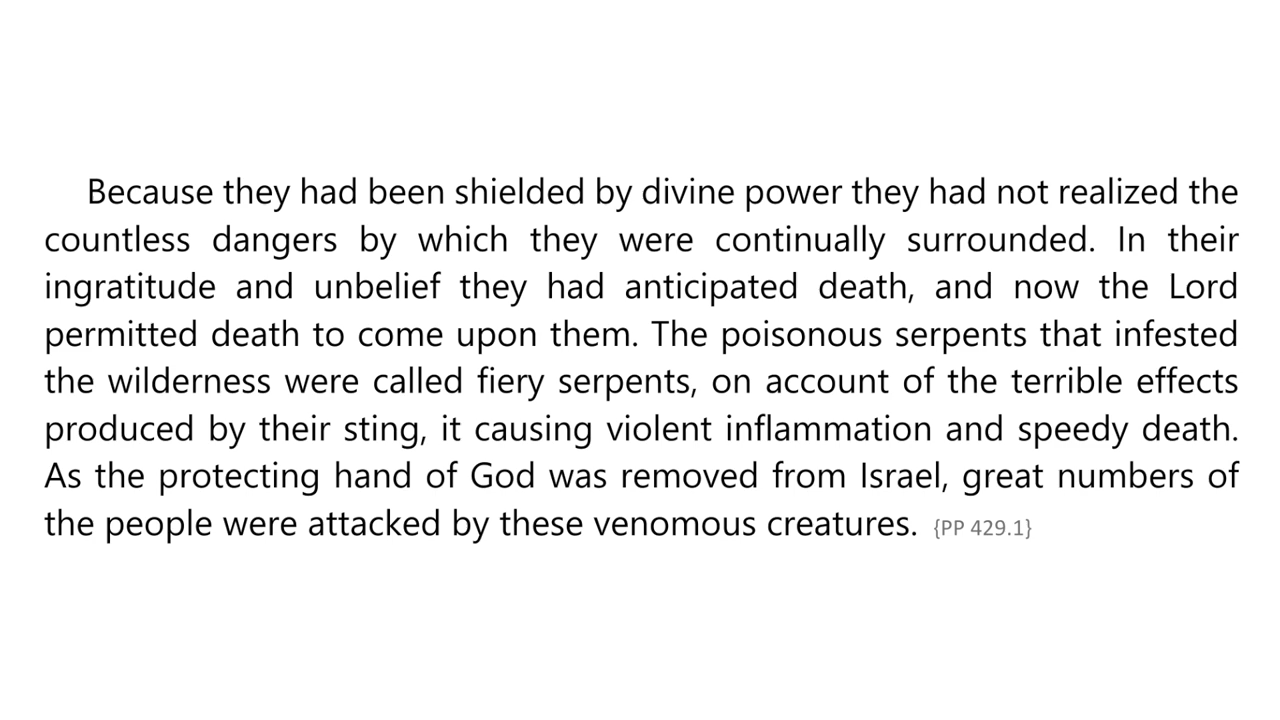 Because they had been shielded by divine power they had not realized the
countless dangers by which they were continually surrounded. In their
ingratitude and unbelief they had anticipated death, and now the Lord
permitted death to come upon them. The poisonous serpents that infested
the wilderness were called fiery serpents, on account of the terrible effects
produced by their sting, it causing violent inflammation and speedy death.
As the protecting hand of God was removed from Israel, great numbers of
the people were attacked by these venomous creatures. {PP 429.1}